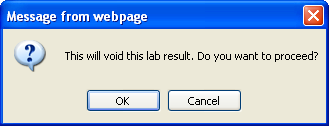 Message from webpage
This will void this lab result. Do you want to proceed?
OK
Cancel